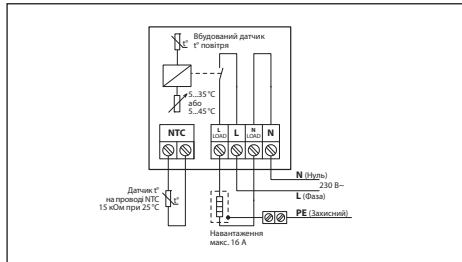 Вбудований датчик
t° повітря
t°
5...35 °C
або
5...45 °C
NTC
L
LOAD
L
N
LOAD
N
N (Нуль)
230 В~
L (Фаза)
PE (Захисний)
Датчик t°
на проводі NTC
15 кОм при 25 °C
t°
Навантаження
макс. 16 А